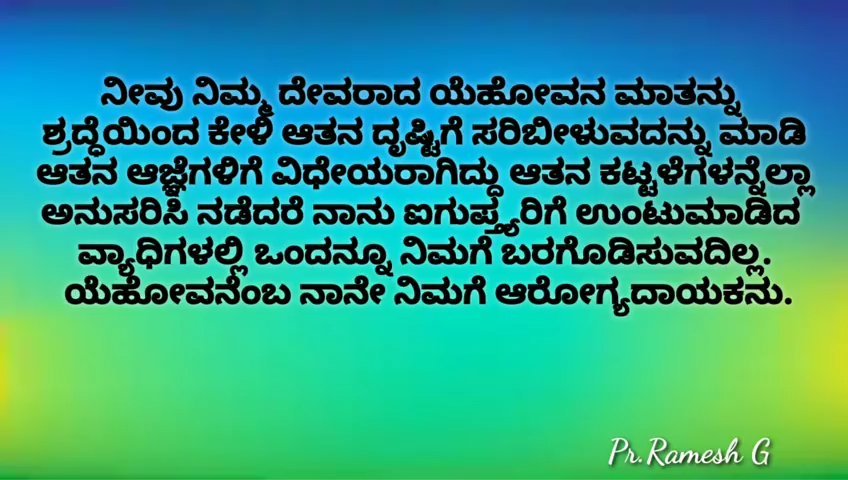 ನೀವು ನಿಮ್ಮ ದೇವರಾದ ಯೆಹೋವನ ಮಾತನ್ನು
ಶ್ರದ್ಧೆಯಿಂದ ಕೇಳಿ ಆತನ ದೃಷ್ಟಿಗೆ ಸರಿಬೀಳುವದನ್ನು ಮಾಡಿ
ಆತನ ಆಜ್ಞೆಗಳಿಗೆ ವಿಧೇಯರಾಗಿದ್ದು ಆತನ ಕಟ್ಟಳೆಗಳನ್ನೆಲ್ಲಾ
ಅನುಸರಿಸಿ ನಡೆದರೆ ನಾನು ಐಗುಪ್ತ್ಯರಿಗೆ ಉಂಟುಮಾಡಿದ
ವ್ಯಾಧಿಗಳಲ್ಲಿ ಒಂದನ್ನೂ ನಿಮಗೆ ಬರಗೊಡಿಸುವದಿಲ್ಲ.
ಯೆಹೋವನೆಂಬ ನಾನೇ ನಿಮಗೆ ಆರೋಗ್ಯದಾಯಕನು.
Pr.Ramesh G